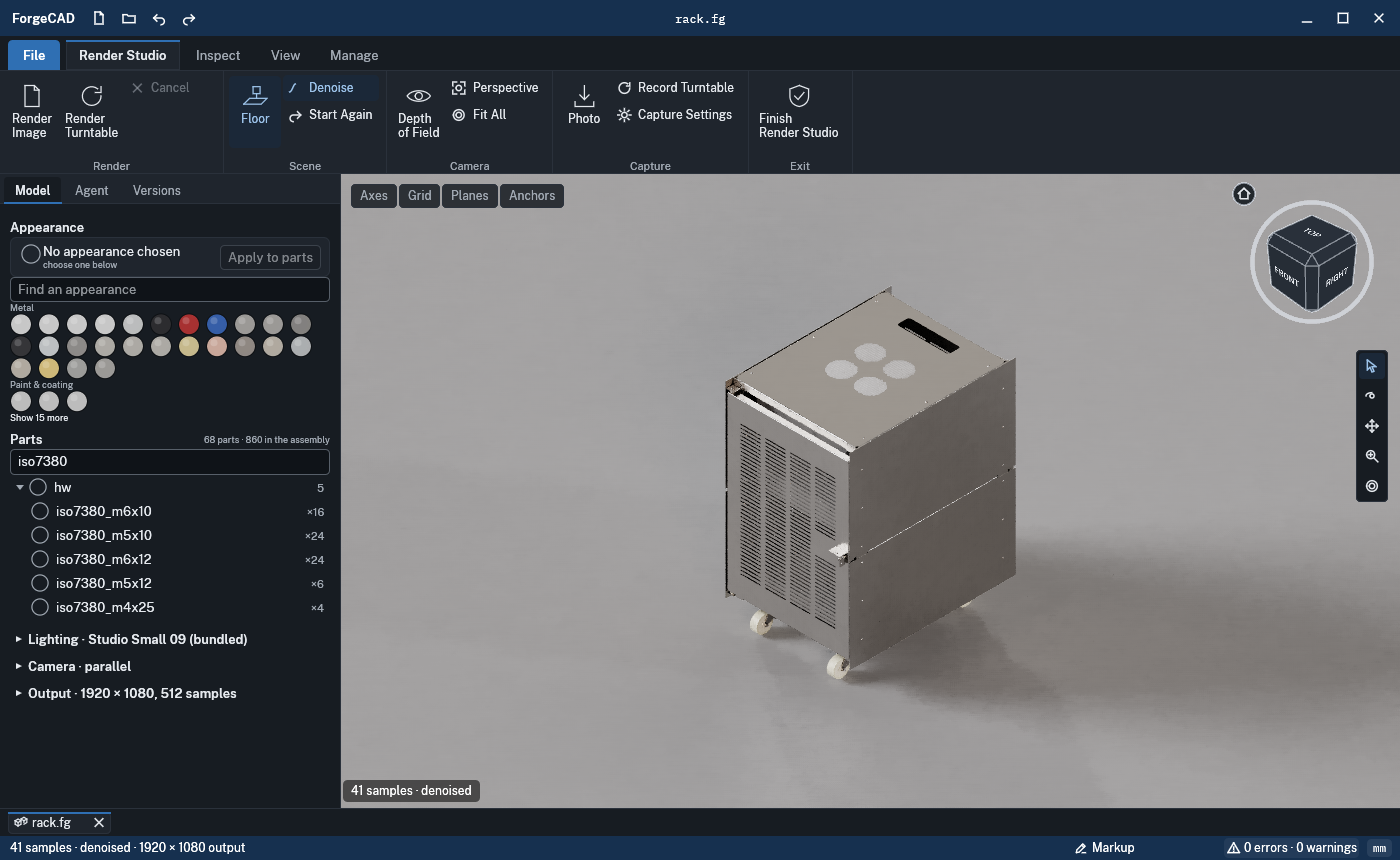 ForgeCAD
rack.fg
File
Render Studio
Inspect
View
Manage
Render Image
Render Turntable
Cancel
Render
Floor
Denoise
Start Again
Scene
Depth of Field
Perspective
Fit All
Camera
Photo
Record Turntable
Capture Settings
Capture
Finish Render Studio
Exit
Model
Agent
Versions
Appearance
No appearance chosen
choose one below
Apply to parts
Find an appearance
Metal
Paint & coating
Show 15 more
Parts
68 parts · 860 in the assembly
iso7380
hw 5
iso7380_m6x10 ×16
iso7380_m5x10 ×24
iso7380_m6x12 ×24
iso7380_m5x12 ×6
iso7380_m4x25 ×4
Lighting · Studio Small 09 (bundled)
Camera · parallel
Output · 1920 × 1080, 512 samples
Axes
Grid
Planes
Anchors
TOP
FRONT
RIGHT
41 samples · denoised
rack.fg
41 samples · denoised · 1920 × 1080 output
Markup
0 errors · 0 warnings
mm